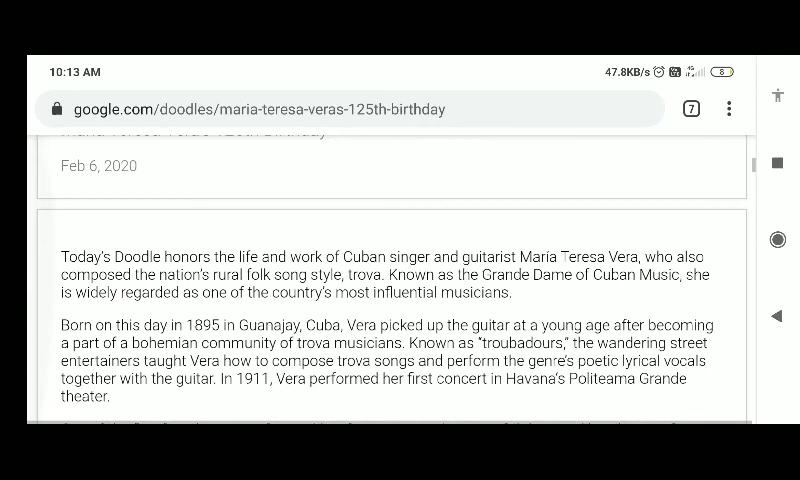 10:13 AM
47.8KB/s 4G 8
google.com/doodles/maria-teresa-veras-125th-birthday
7
Feb 6, 2020
Today's Doodle honors the life and work of Cuban singer and guitarist María Teresa Vera, who also
composed the nation's rural folk song style, trova. Known as the Grande Dame of Cuban Music, she
is widely regarded as one of the country's most influential musicians.
Born on this day in 1895 in Guanajay, Cuba, Vera picked up the guitar at a young age after becoming
a part of a bohemian community of trova musicians. Known as “troubadours,” the wandering street
entertainers taught Vera how to compose trova songs and perform the genre's poetic lyrical vocals
together with the guitar. In 1911, Vera performed her first concert in Havana's Politeama Grande
theater.